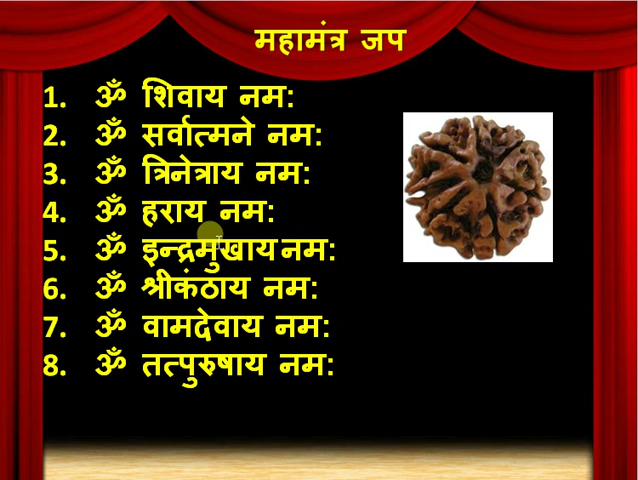 महामंत्र जप
1. ॐ शिवाय नम:
2. ॐ सर्वात्मने नम:
3. ॐ त्रिनेत्राय नम:
4. ॐ हराय नम:
5. ॐ इन्द्रमुखाय नम:
6. ॐ श्रीकंठाय नम:
7. ॐ वामदेवाय नम:
8. ॐ तत्पुरुषाय नम: